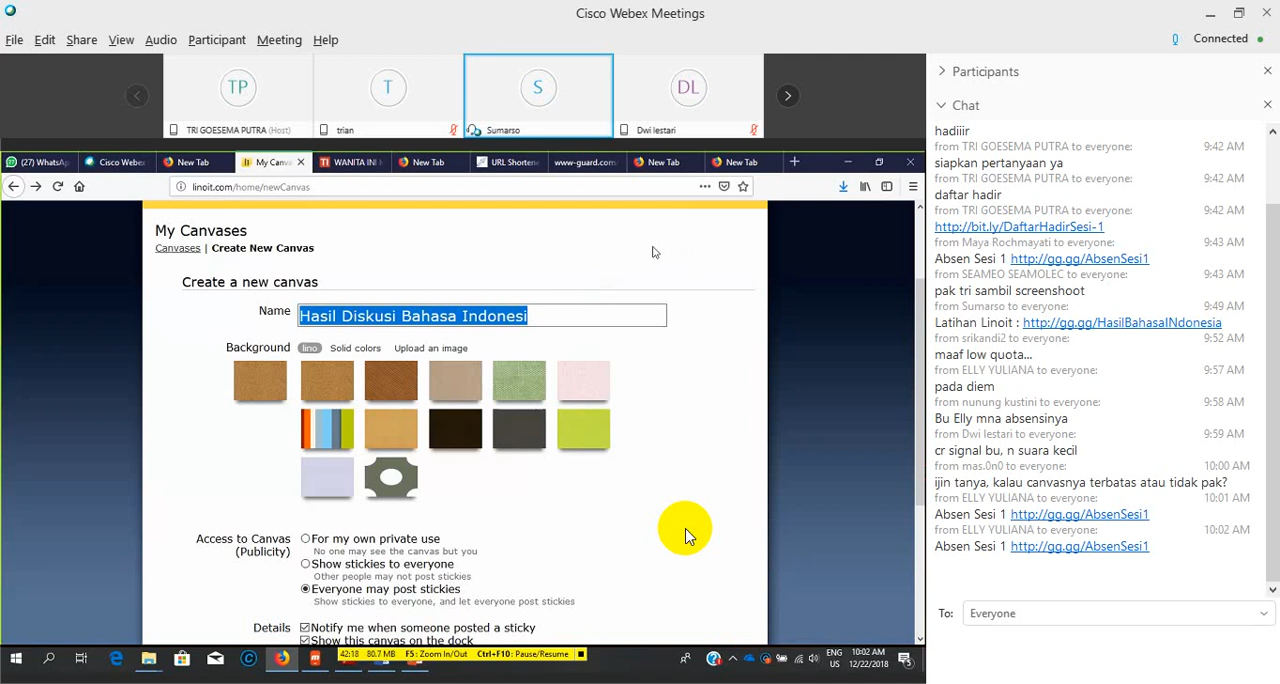 Cisco Webex Meetings
File Edit Share View Audio Participant Meeting Help
Connected
TP
T
S
DL
TRI GOESEMA PUTRA (Host)
trian
Sumarso
Dwi lestari
(27) WhatsAp
Cisco Webex
New Tab
My Canvas
WANITA INI
New Tab
URL Shortene
www-guard.com
New Tab
New Tab
linoit.com/home/newCanvas
My Canvases
Canvases | Create New Canvas
Create a new canvas
Name Hasil Diskusi Bahasa Indonesi
Background lino Solid colors Upload an image
Access to Canvas
(Publicity)
For my own private use
No one may see the canvas but you
Show stickies to everyone
Other people may not post stickies
Everyone may post stickies
Show stickies to everyone, and let everyone post stickies
Details Notify me when someone posted a sticky
Show this canvas on the dock
42:18 80.7 MB F5: Zoom In/Out Ctrl+F10: Pause/Resume
ENG
US
10:02 AM
12/22/2018
5
Participants
Chat
hadiiir
from TRI GOESEMA PUTRA to everyone: 9:42 AM
siapkan pertanyaan ya
from TRI GOESEMA PUTRA to everyone: 9:42 AM
daftar hadir
from TRI GOESEMA PUTRA to everyone: 9:42 AM
http://bit.ly/DaftarHadirSesi-1
from Maya Rochmayati to everyone: 9:43 AM
Absen Sesi 1 http://gg.gg/AbsenSesi1
from SEAMEO SEAMOLEC to everyone: 9:43 AM
pak tri sambil screenshoot
from Sumarso to everyone: 9:49 AM
Latihan Linoit : http://gg.gg/HasilBahasaINdonesia
from srikandi2 to everyone: 9:52 AM
maaf low quota...
from ELLY YULIANA to everyone: 9:57 AM
pada diem
from nunung kustini to everyone: 9:58 AM
Bu Elly mna absensinya
from Dwi lestari to everyone: 9:59 AM
cr signal bu, n suara kecil
from mas.0n0 to everyone: 10:00 AM
ijin tanya, kalau canvasnya terbatas atau tidak pak?
from ELLY YULIANA to everyone: 10:01 AM
Absen Sesi 1 http://gg.gg/AbsenSesi1
from ELLY YULIANA to everyone: 10:02 AM
Absen Sesi 1 http://gg.gg/AbsenSesi1
To: Everyone